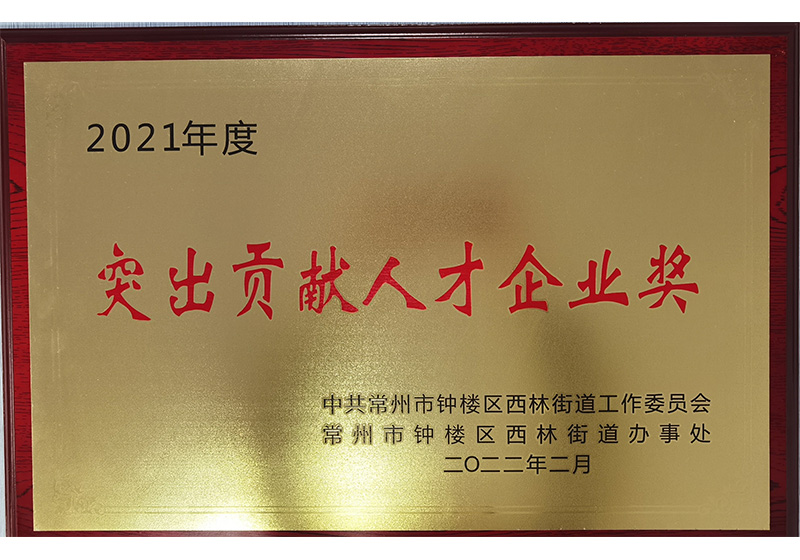 2021年度
突出贡献人才企业奖
中共常州市钟楼区西林街道工作委员会
常州市钟楼区西林街道办事处
二〇二二年二月